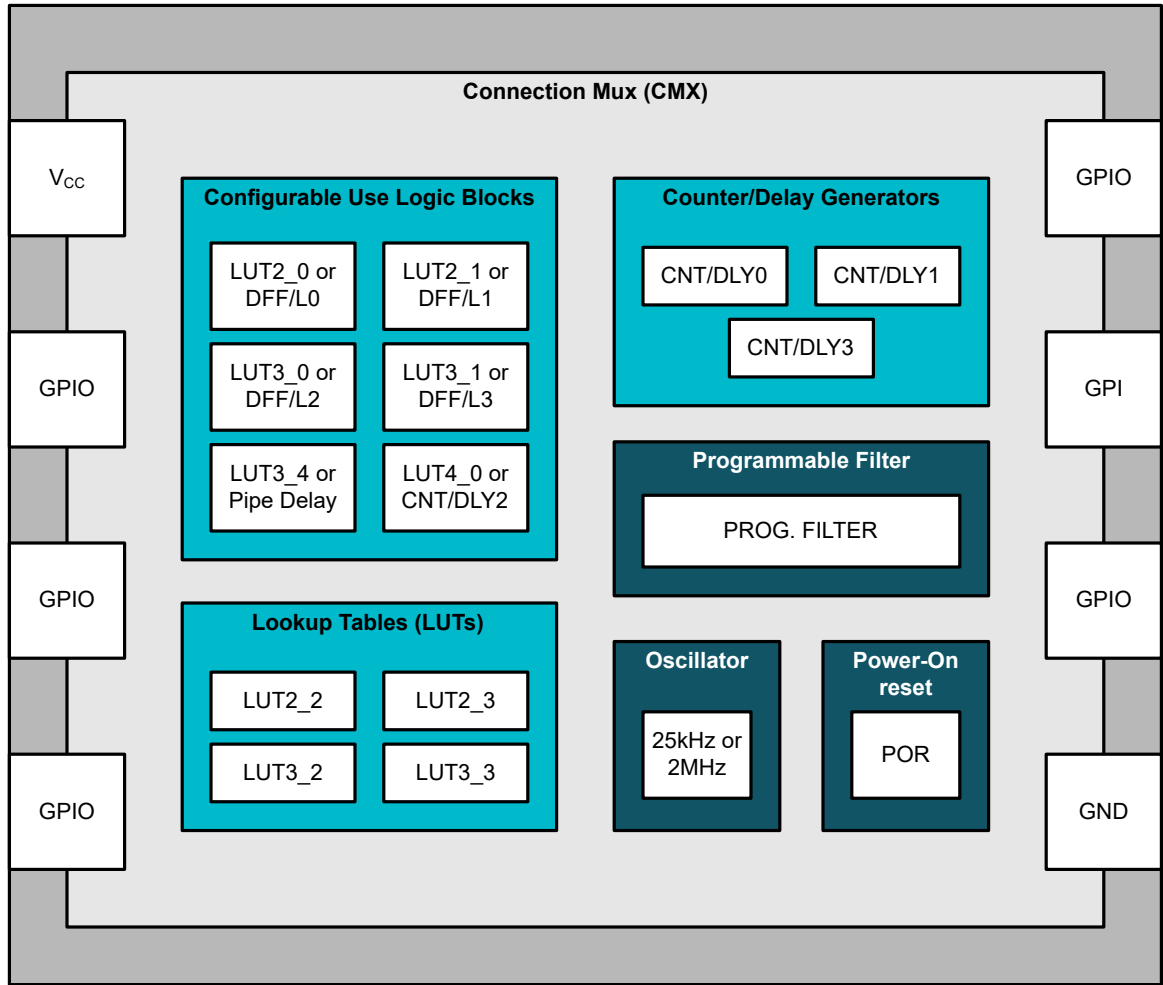 Connection Mux (CMX)
VCC
GPIO
GPIO
GPIO
Configurable Use Logic Blocks
LUT2_0 or
DFF/L0
LUT2_1 or
DFF/L1
LUT3_0 or
DFF/L2
LUT3_1 or
DFF/L3
LUT3_4 or
Pipe Delay
LUT4_0 or
CNT/DLY2
Lookup Tables (LUTs)
LUT2_2
LUT2_3
LUT3_2
LUT3_3
Counter/Delay Generators
CNT/DLY0
CNT/DLY1
CNT/DLY3
Programmable Filter
PROG. FILTER
Oscillator
25kHz or
2MHz
Power-On
reset
POR
GPIO
GPI
GPIO
GND